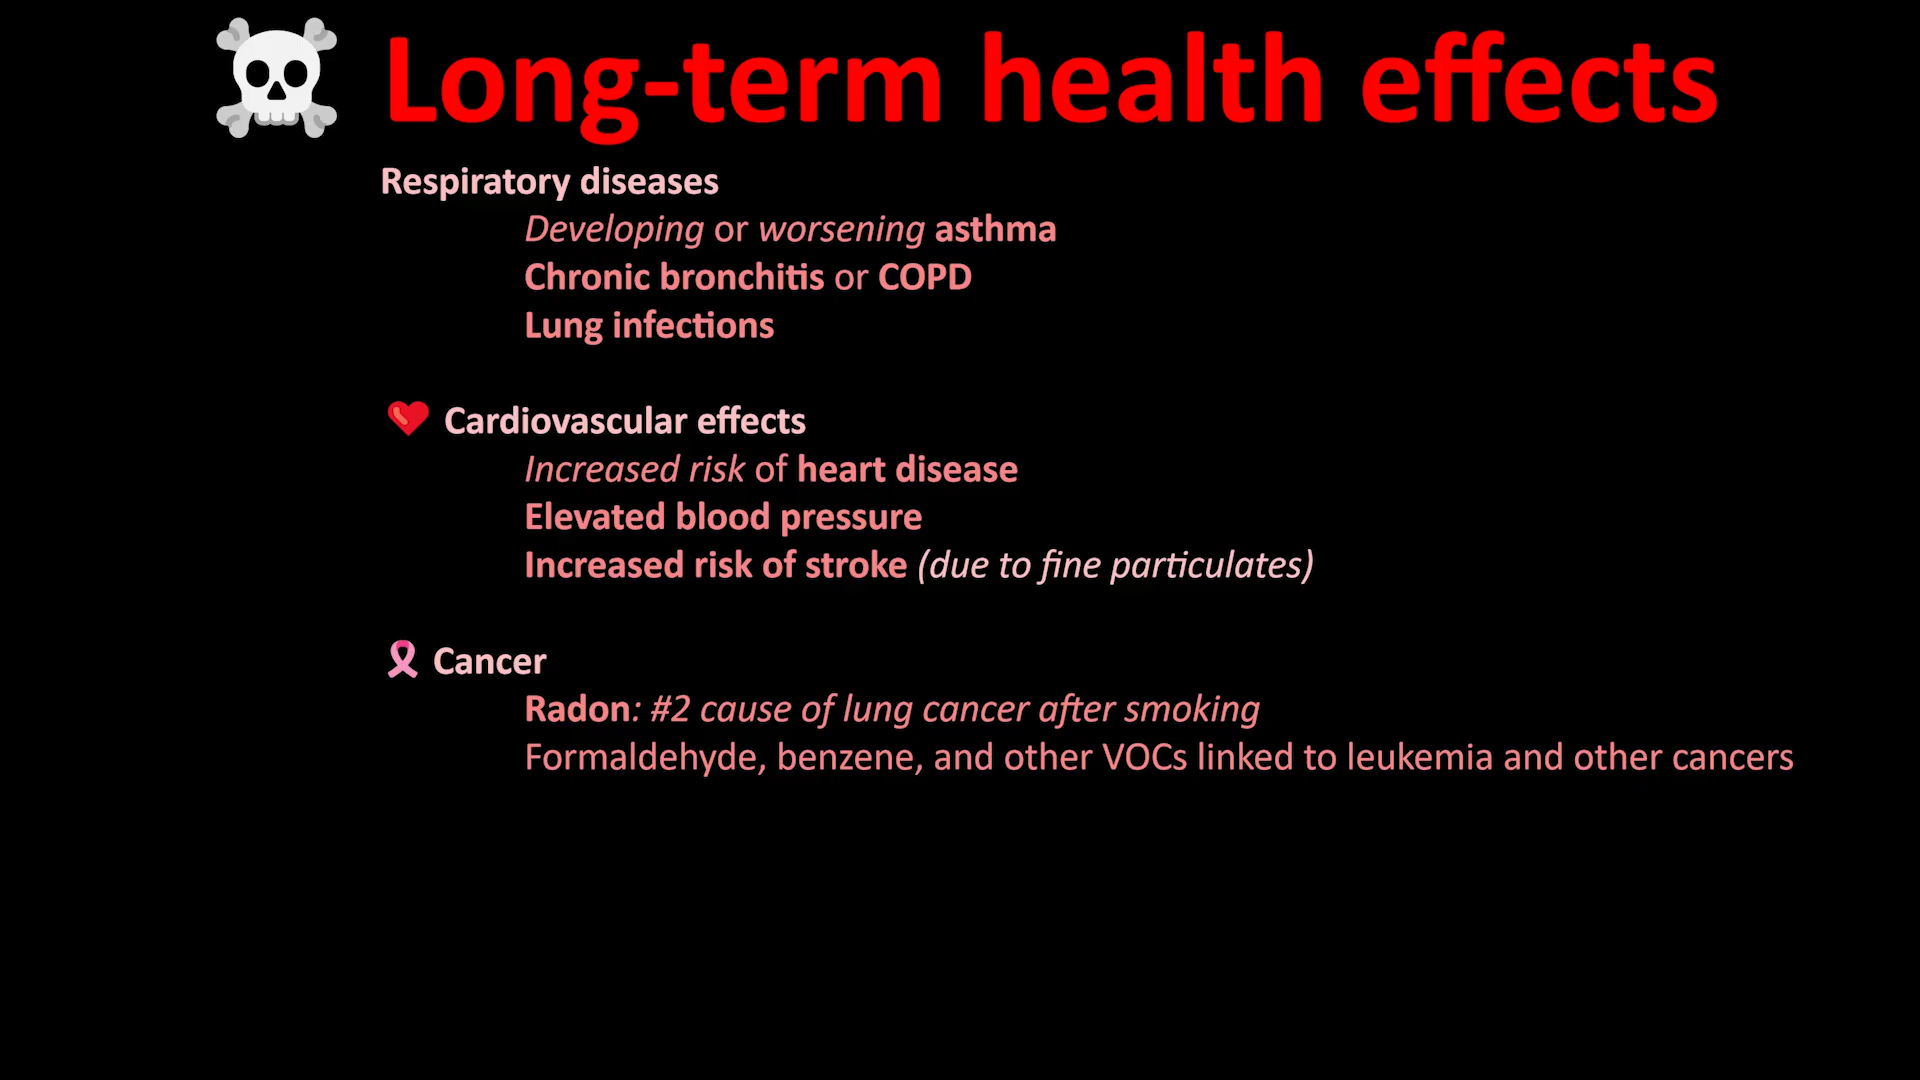 Long-term health effects
Respiratory diseases
Developing or worsening asthma
Chronic bronchitis or COPD
Lung infections
Cardiovascular effects
Increased risk of heart disease
Elevated blood pressure
Increased risk of stroke (due to fine particulates)
Cancer
Radon: #2 cause of lung cancer after smoking
Formaldehyde, benzene, and other VOCs linked to leukemia and other cancers